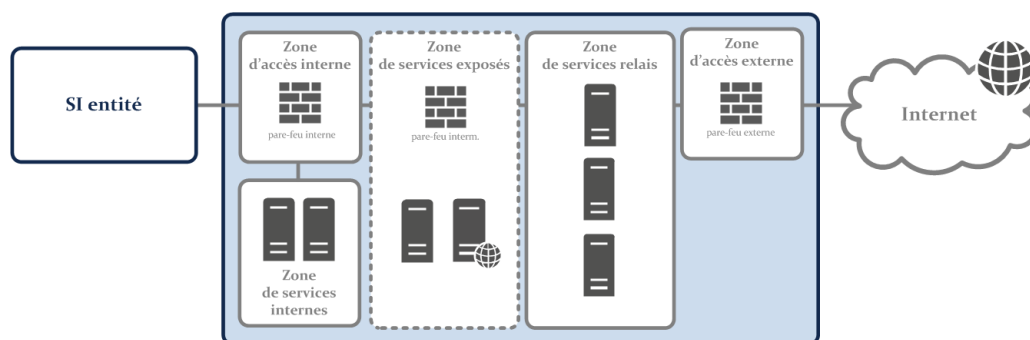 SI entité
Zone
d'accès interne
pare-feu interne
Zone
de services
internes
Zone
de services exposés
pare-feu interm.
Zone
de services relais
Zone
d'accès externe
pare-feu externe
Internet